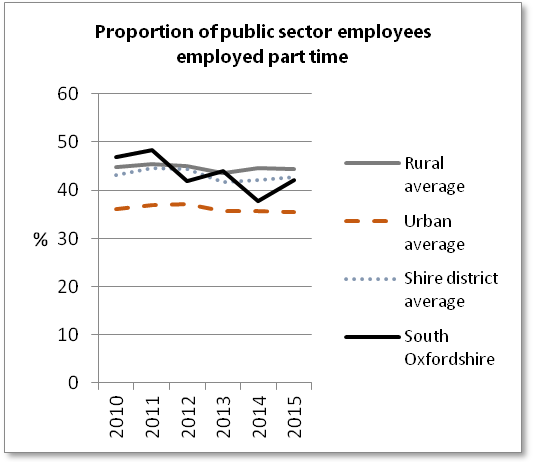 Proportion of public sector employees
employed part time
60
50
40
30
20
10
0
%
2010
2011
2012
2013
2014
2015
Rural
average
Urban
average
Shire district
average
South
Oxfordshire